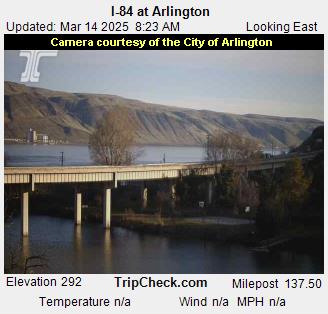 I-84 at Arlington
Updated: Mar 14 2025 8:23 AM Looking East
Camera courtesy of the City of Arlington
Elevation 292 TripCheck.com Milepost 137.50
Temperature n/a Wind n/a MPH n/a